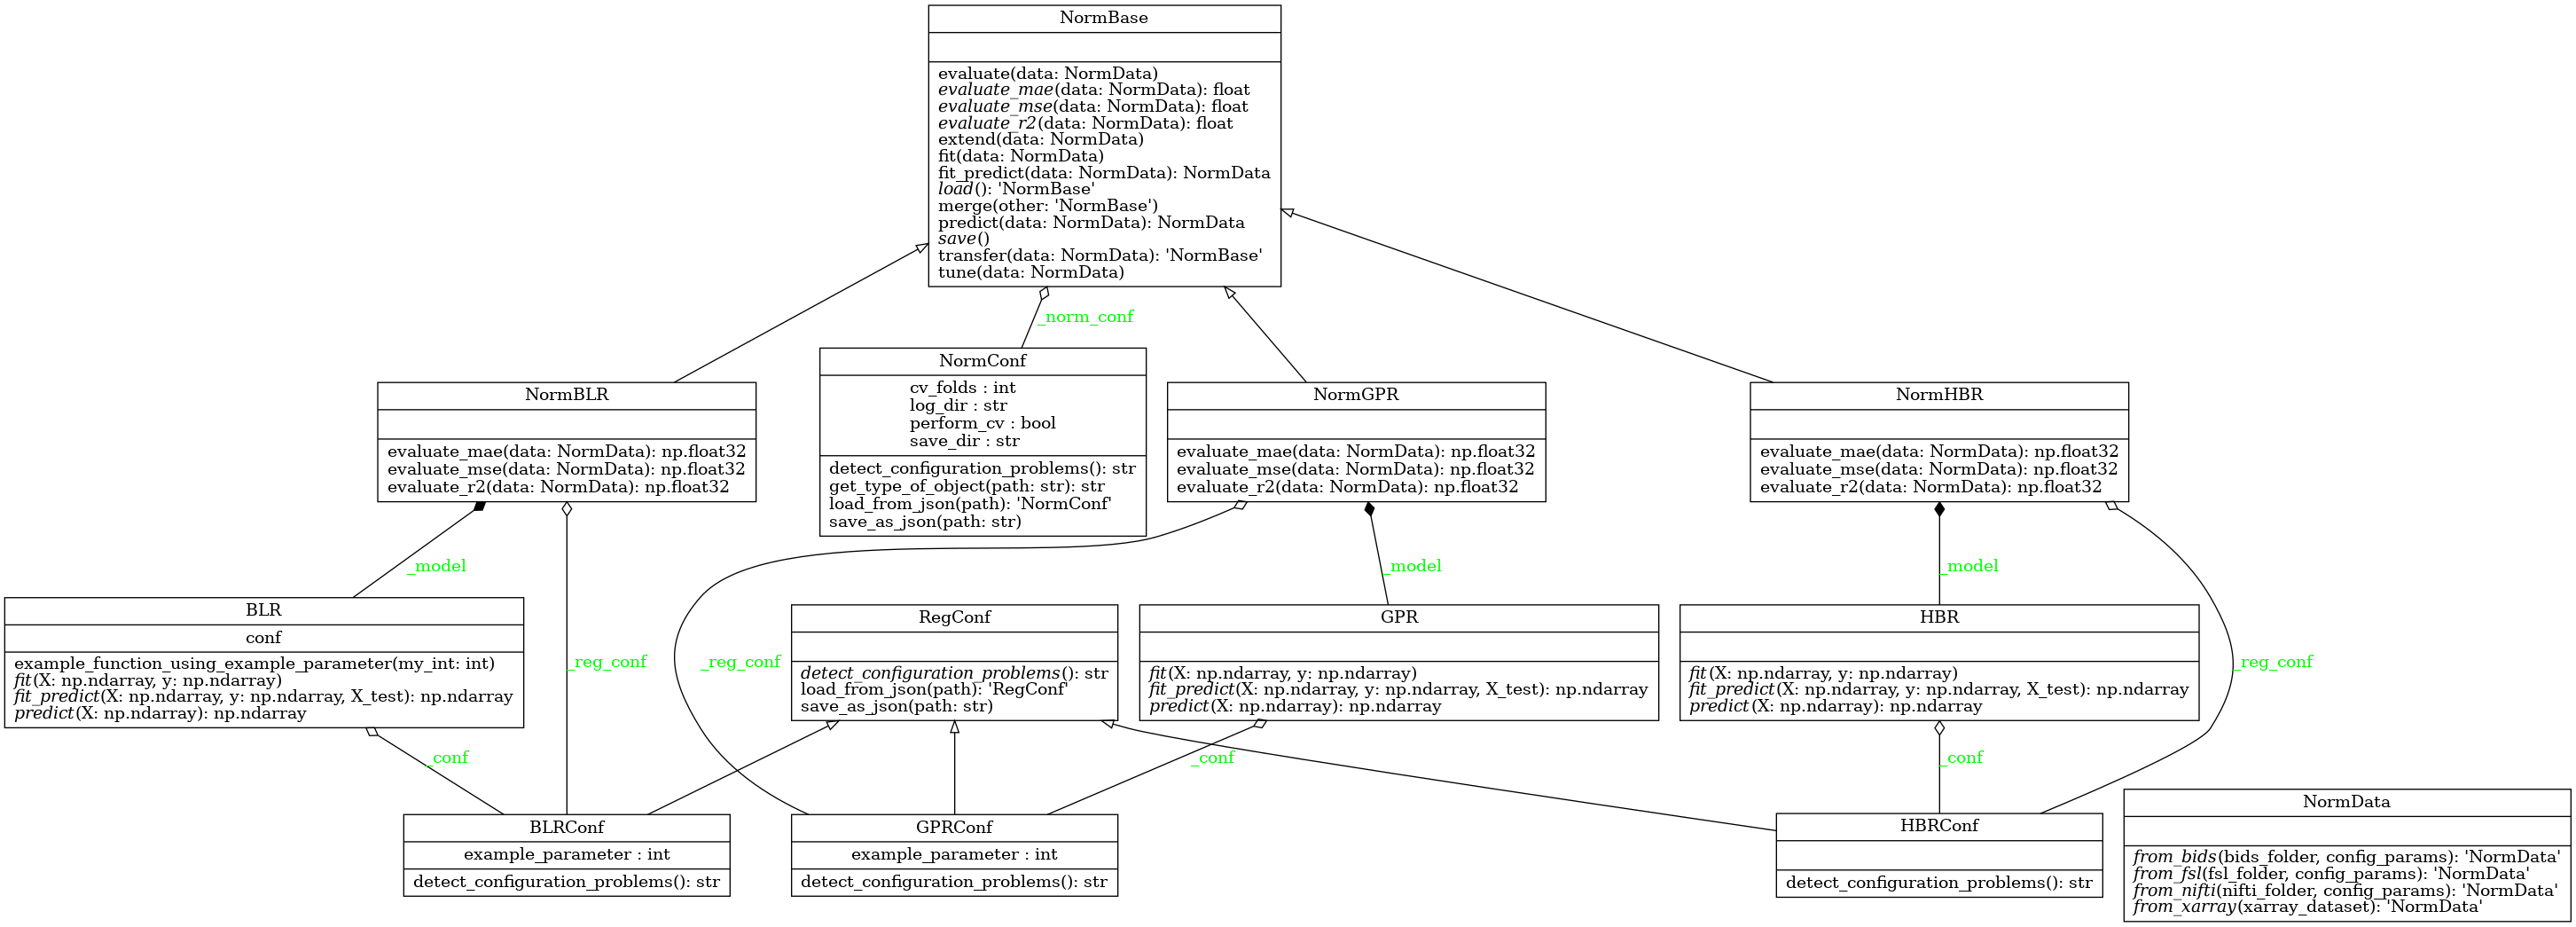 NormBase
evaluate(data: NormData)
evaluate_mae(data: NormData): float
evaluate_mse(data: NormData): float
evaluate_r2(data: NormData): float
extend(data: NormData)
fit(data: NormData)
fit_predict(data: NormData): NormData
load(): 'NormBase'
merge(other: 'NormBase')
predict(data: NormData): NormData
save()
transfer(data: NormData): 'NormBase'
tune(data: NormData)
_norm_conf
NormBLR
evaluate_mae(data: NormData): np.float32
evaluate_mse(data: NormData): np.float32
evaluate_r2(data: NormData): np.float32
NormConf
cv_folds : int
log_dir : str
perform_cv : bool
save_dir : str
detect_configuration_problems(): str
get_type_of_object(path: str): str
load_from_json(path): 'NormConf'
save_as_json(path: str)
NormGPR
evaluate_mae(data: NormData): np.float32
evaluate_mse(data: NormData): np.float32
evaluate_r2(data: NormData): np.float32
NormHBR
evaluate_mae(data: NormData): np.float32
evaluate_mse(data: NormData): np.float32
evaluate_r2(data: NormData): np.float32
_model
_model
_model
BLR
conf
example_function_using_example_parameter(my_int: int)
fit(X: np.ndarray, y: np.ndarray)
fit_predict(X: np.ndarray, y: np.ndarray, X_test): np.ndarray
predict(X: np.ndarray): np.ndarray
_reg_conf
_reg_conf
RegConf
detect_configuration_problems(): str
load_from_json(path): 'RegConf'
save_as_json(path: str)
GPR
fit(X: np.ndarray, y: np.ndarray)
fit_predict(X: np.ndarray, y: np.ndarray, X_test): np.ndarray
predict(X: np.ndarray): np.ndarray
HBR
fit(X: np.ndarray, y: np.ndarray)
fit_predict(X: np.ndarray, y: np.ndarray, X_test): np.ndarray
predict(X: np.ndarray): np.ndarray
_reg_conf
_conf
_conf
_conf
BLRConf
example_parameter : int
detect_configuration_problems(): str
GPRConf
example_parameter : int
detect_configuration_problems(): str
HBRConf
detect_configuration_problems(): str
NormData
from_bids(bids_folder, config_params): 'NormData'
from_fsl(fsl_folder, config_params): 'NormData'
from_nifti(nifti_folder, config_params): 'NormData'
from_xarray(xarray_dataset): 'NormData'